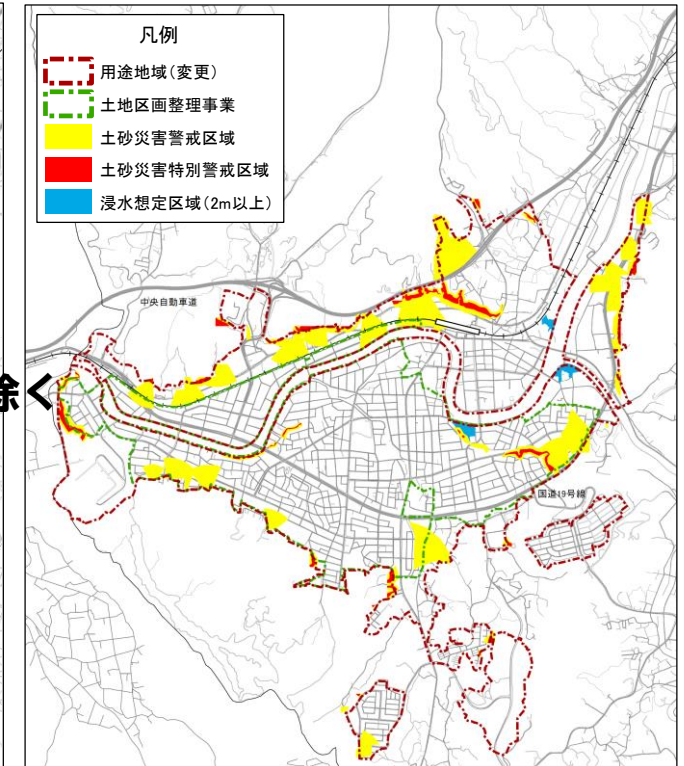 凡例
用途地域(変更)
土地区画整理事業
土砂災害警戒区域
土砂災害特別警戒区域
浸水想定区域(2m以上)
中央自動車道
除く
国道19号線